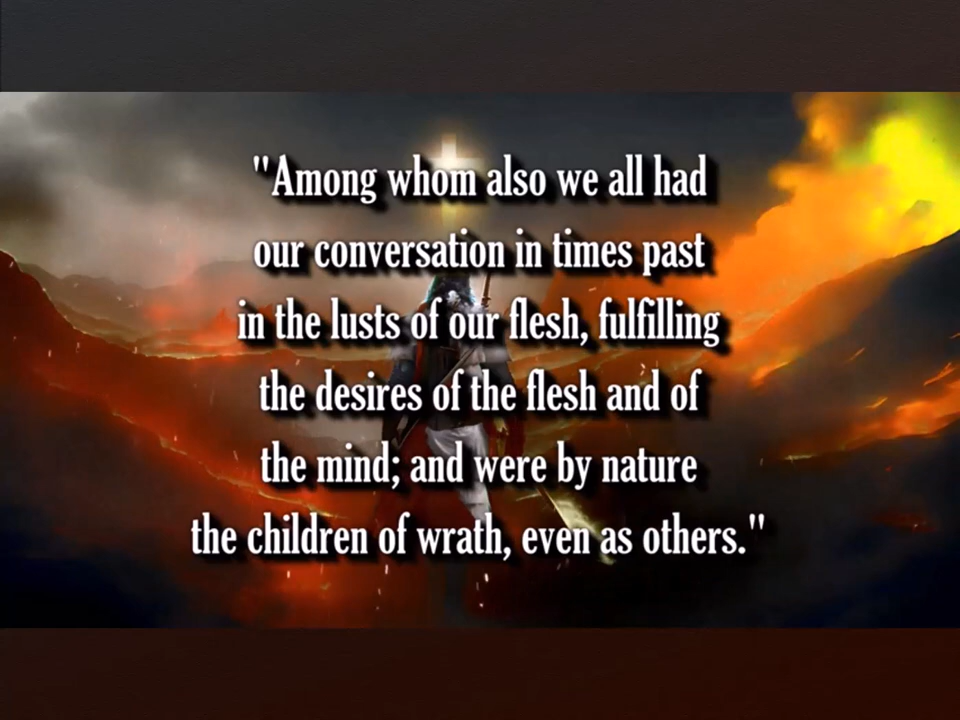 "Among whom also we all had
our conversation in times past
in the lusts of our flesh, fulfilling
the desires of the flesh and of
the mind; and were by nature
the children of wrath, even as others."